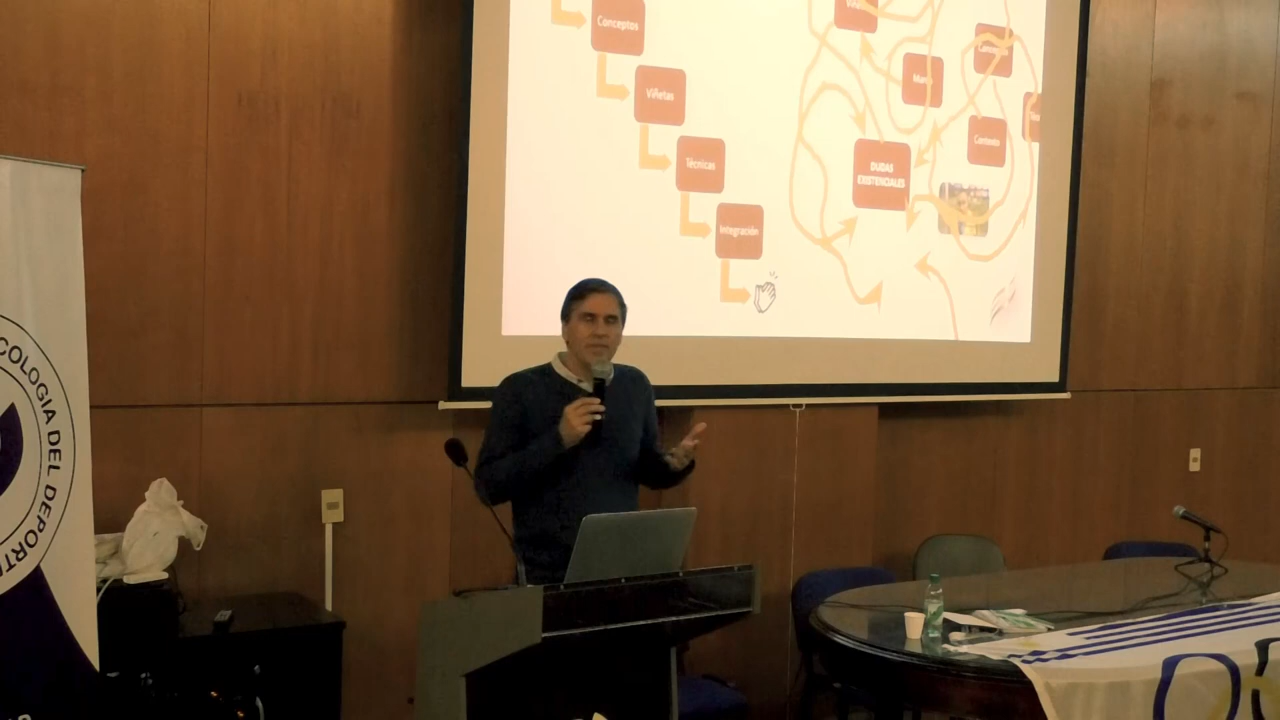 Conceptos
Viñetas
Técnicas
Integración
DUDAS
EXISTENCIALES
Contexto
COLOGIA DEL DEPORT